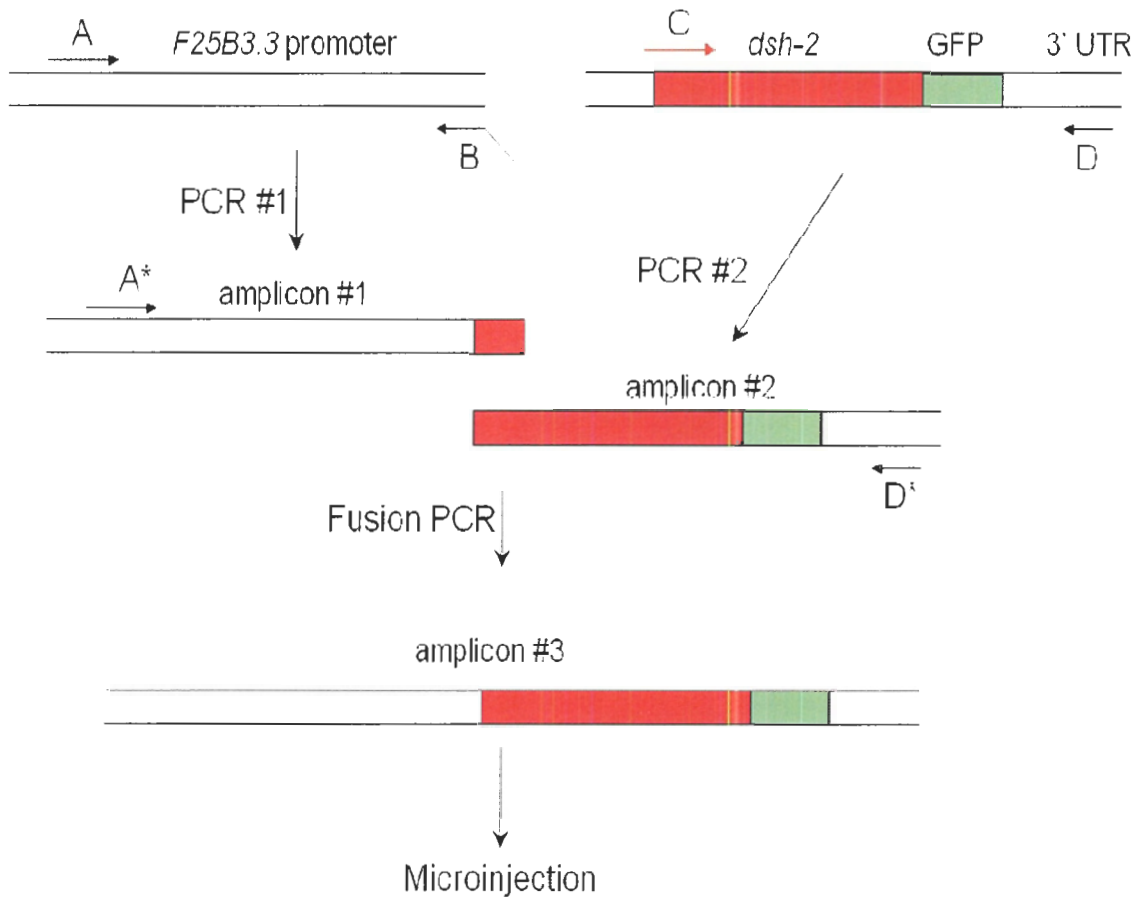 A
F25B3.3 promoter
C
dsh-2
GFP
3' UTR
B
D
PCR #1
PCR #2
A*
amplicon #1
amplicon #2
D*
Fusion PCR
amplicon #3
Microinjection